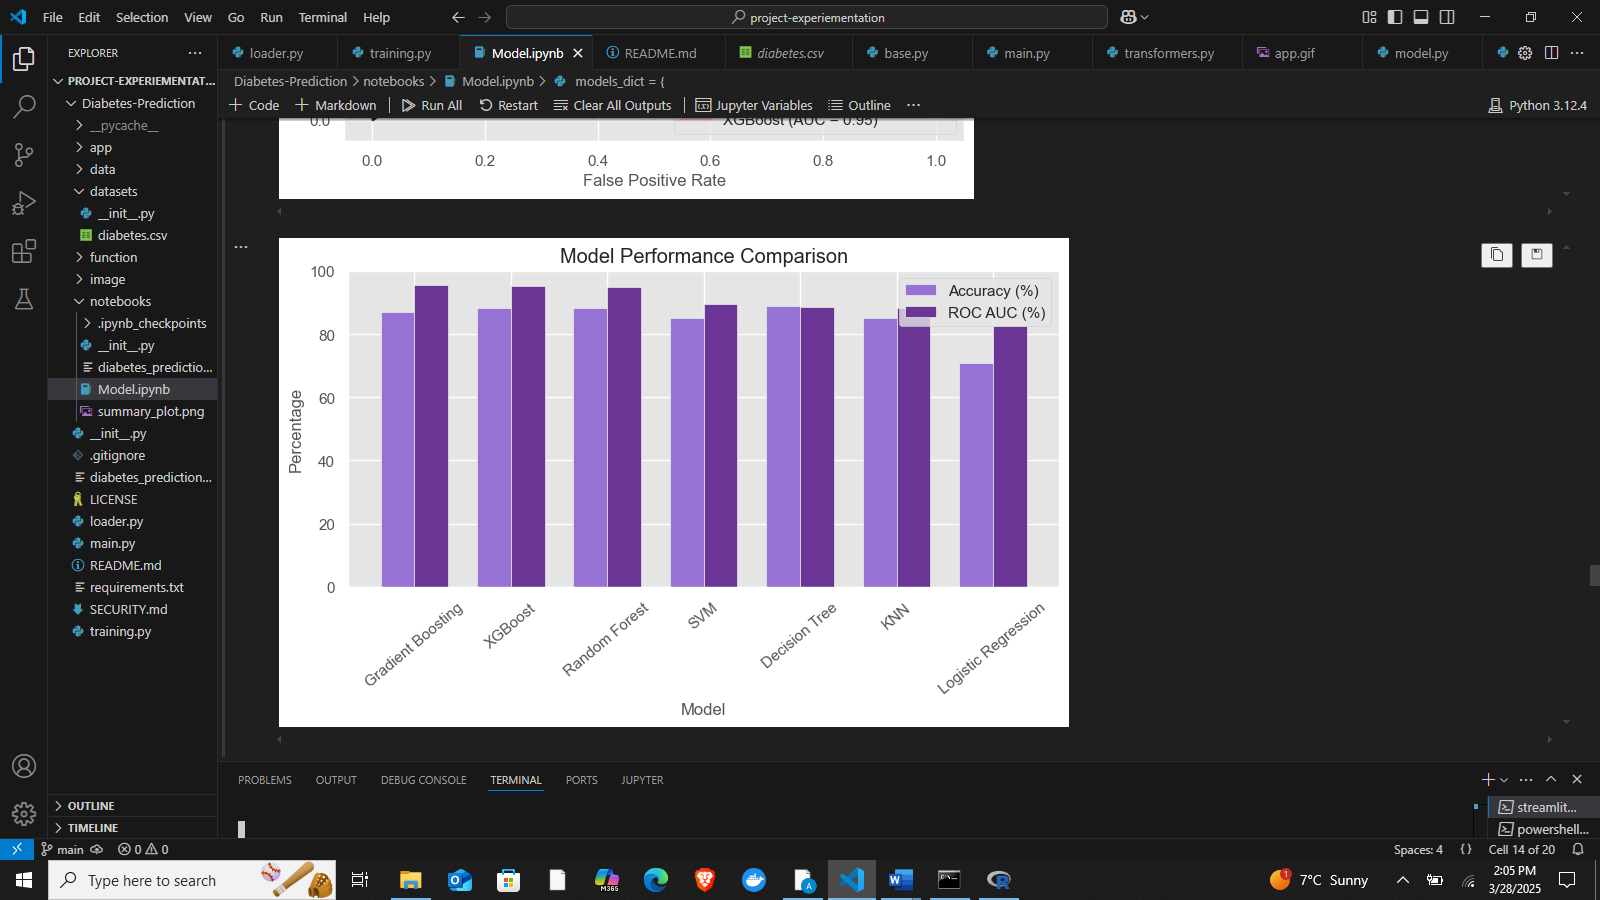 File Edit Selection View Go Run Terminal Help
project-experiementation
EXPLORER
loader.py training.py Model.ipynb README.md diabetes.csv base.py main.py transformers.py app.gif model.py
PROJECT-EXPERIEMENTAT...
Diabetes-Prediction > notebooks > Model.ipynb > models_dict = {
Code Markdown Run All Restart Clear All Outputs Jupyter Variables Outline ... Python 3.12.4
Diabetes-Prediction
__pycache__
app
data
datasets
__init__.py
diabetes.csv
function
image
notebooks
.ipynb_checkpoints
__init__.py
diabetes_predictio...
Model.ipynb
summary_plot.png
__init__.py
.gitignore
diabetes_prediction...
LICENSE
loader.py
main.py
README.md
requirements.txt
SECURITY.md
training.py
OUTLINE
TIMELINE
0.0
XGBoost (AUC = 0.95)
0.0 0.2 0.4 0.6 0.8 1.0
False Positive Rate
Model Performance Comparison
Accuracy (%)
ROC AUC (%)
100
80
60
40
20
0
Percentage
Gradient Boosting
XGBoost
Random Forest
SVM
Decision Tree
KNN
Logistic Regression
Model
PROBLEMS OUTPUT DEBUG CONSOLE TERMINAL PORTS JUPYTER
streamlit...
powershell...
main 0 0 Spaces: 4 {} Cell 14 of 20
Type here to search
M365
A
W
R
1
7°C Sunny
2:05 PM
3/28/2025